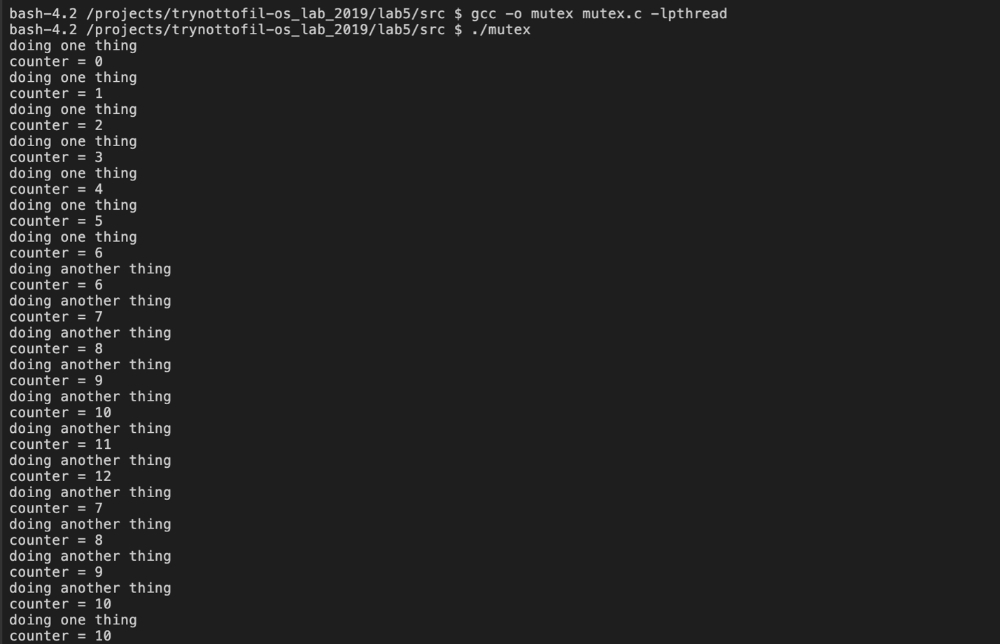 bash-4.2 /projects/trynottofil-os_lab_2019/lab5/src $ gcc -o mutex mutex.c -lpthread
bash-4.2 /projects/trynottofil-os_lab_2019/lab5/src $ ./mutex
doing one thing
counter = 0
doing one thing
counter = 1
doing one thing
counter = 2
doing one thing
counter = 3
doing one thing
counter = 4
doing one thing
counter = 5
doing one thing
counter = 6
doing another thing
counter = 6
doing another thing
counter = 7
doing another thing
counter = 8
doing another thing
counter = 9
doing another thing
counter = 10
doing another thing
counter = 11
doing another thing
counter = 12
doing another thing
counter = 7
doing another thing
counter = 8
doing another thing
counter = 9
doing another thing
counter = 10
doing one thing
counter = 10